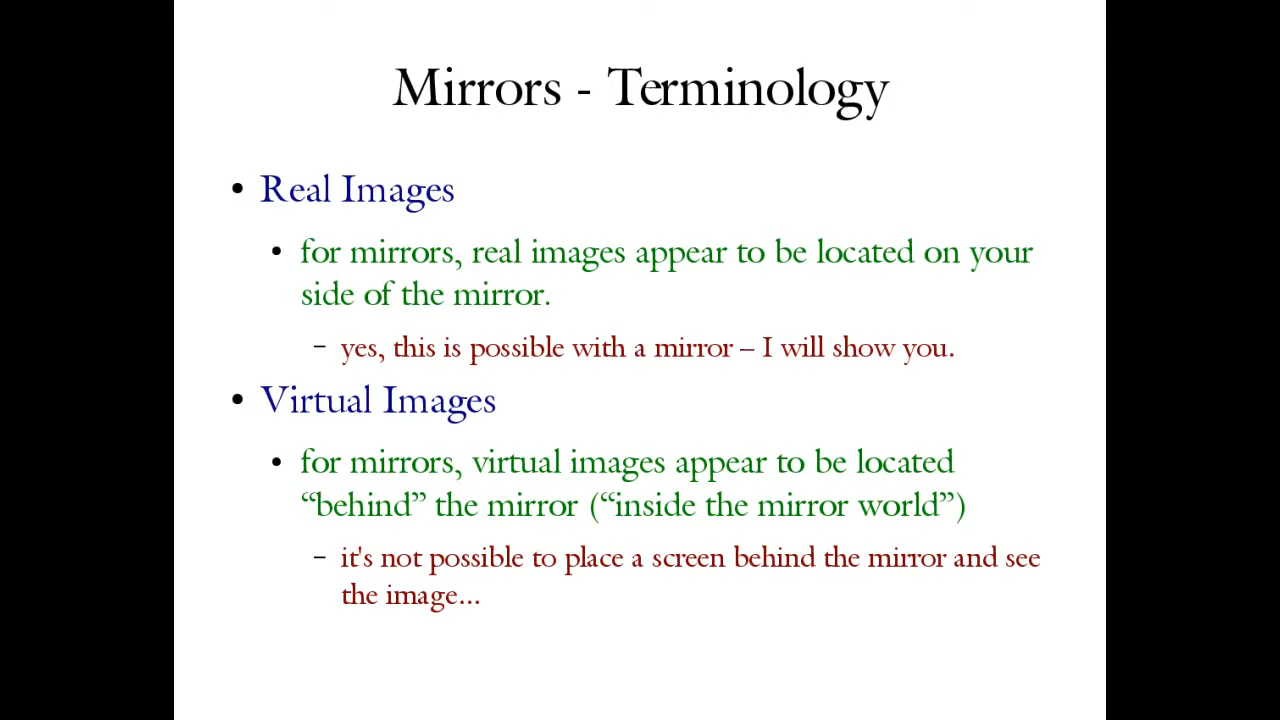 Mirrors - Terminology
• Real Images
• for mirrors, real images appear to be located on your
side of the mirror.
– yes, this is possible with a mirror – I will show you.
• Virtual Images
• for mirrors, virtual images appear to be located
“behind” the mirror (“inside the mirror world”)
– it's not possible to place a screen behind the mirror and see
the image...